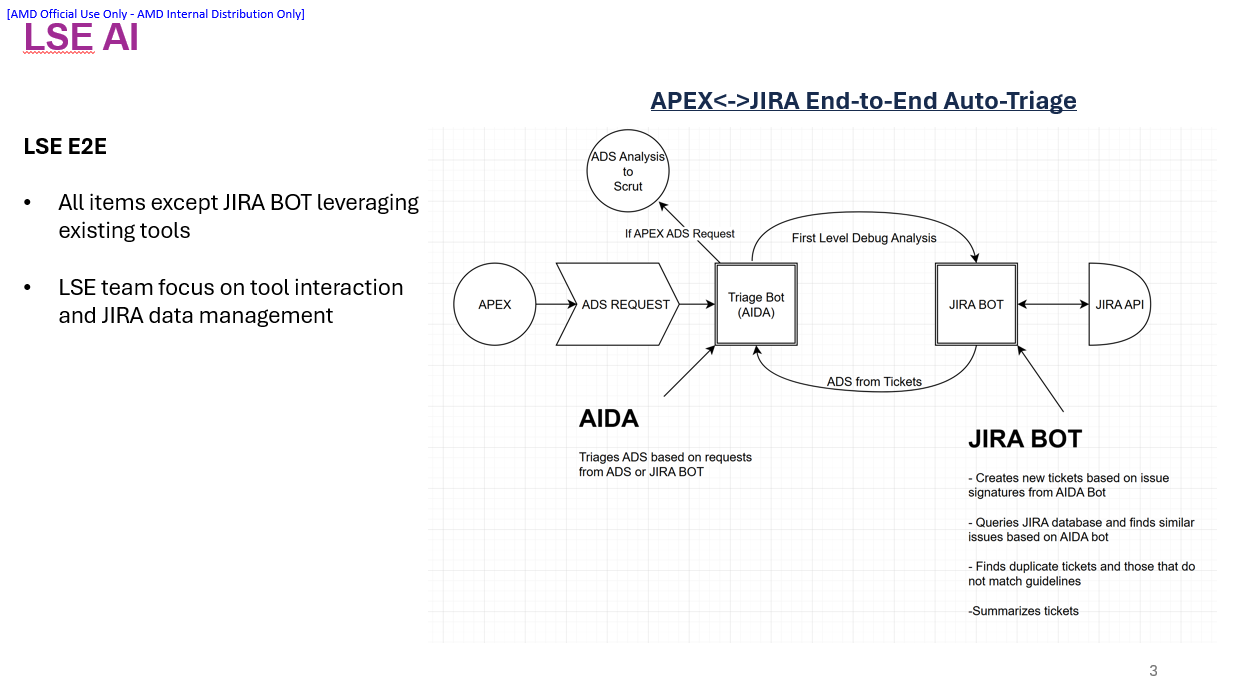 [AMD Official Use Only - AMD Internal Distribution Only]
LSE AI
APEX<->JIRA End-to-End Auto-Triage
LSE E2E
• All items except JIRA BOT leveraging
existing tools
• LSE team focus on tool interaction
and JIRA data management
ADS Analysis
to
Scrut
If APEX ADS Request
First Level Debug Analysis
APEX
ADS REQUEST
Triage Bot
(AIDA)
JIRA BOT
JIRA API
ADS from Tickets
AIDA
Triages ADS based on requests
from ADS or JIRA BOT
JIRA BOT
- Creates new tickets based on issue
signatures from AIDA Bot
- Queries JIRA database and finds similar
issues based on AIDA bot
- Finds duplicate tickets and those that do
not match guidelines
-Summarizes tickets
3